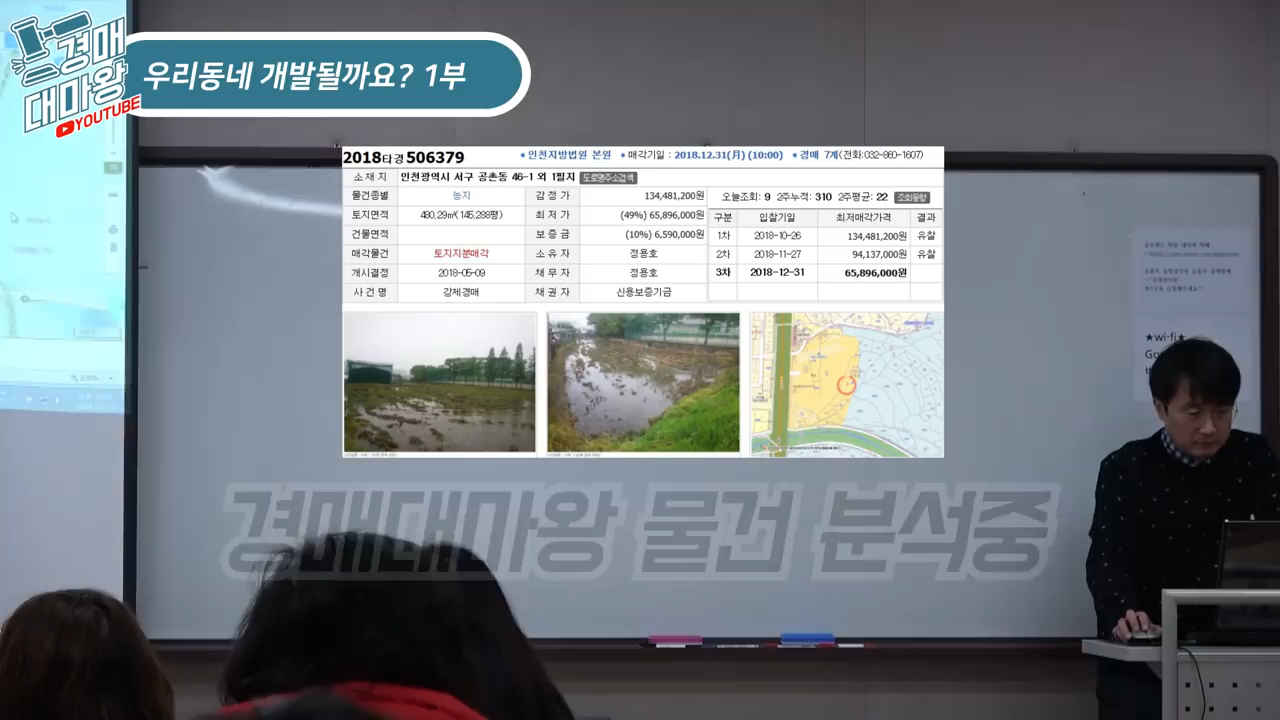 경매
대마왕
YOUTUBE
우리동네 개발될까요? 1부
2018타경 506379
• 인천지방법원 본원 • 매각기일 : 2018.12.31(月) (10:00) • 경매 7계(전화:032-860-1607)
소 재 지 인천광역시 서구 공촌동 46-1 외 1필지 도로명주소검색
물건종별 농지 감 정 가 134,481,200원 오늘조회: 9 2주누적: 310 2주평균: 22 조회동향
토지면적 480.29㎡(145.288평) 최 저 가 (49%) 65,896,000원 구분 입찰기일 최저매각가격 결과
건물면적 보 증 금 (10%) 6,590,000원 1차 2018-10-26 134,481,200원 유찰
매각물건 토지지분매각 소 유 자 정용호 2차 2018-11-27 94,137,000원 유찰
개시결정 2018-05-09 채 무 자 정용호 3차 2018-12-31 65,896,000원
사 건 명 강제경매 채 권 자 신용보증기금
★wi-fi★
경매대마왕 물건 분석중
100%